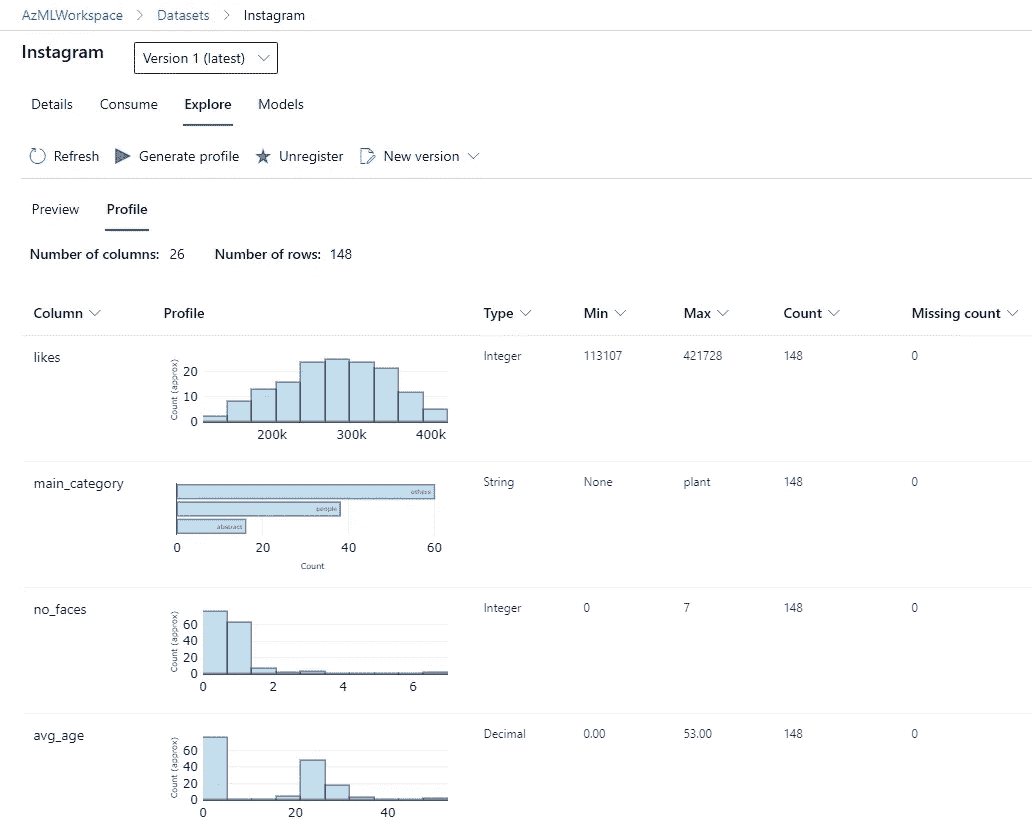 AzMLWorkspace > Datasets > Instagram
Instagram Version 1 (latest)
Details Consume Explore Models
Refresh Generate profile Unregister New version
Preview Profile
Number of columns: 26 Number of rows: 148
Column Profile Type Min Max Count Missing count
likes Integer 113107 421728 148 0
Count (approx)
20
10
0
200k 300k 400k
main_category String None plant 148 0
others
people
abstract
0 20 40 60
Count
no_faces Integer 0 7 148 0
Count (approx)
60
40
20
0
0 2 4 6
avg_age Decimal 0.00 53.00 148 0
Count (approx)
60
40
20
0
0 20 40